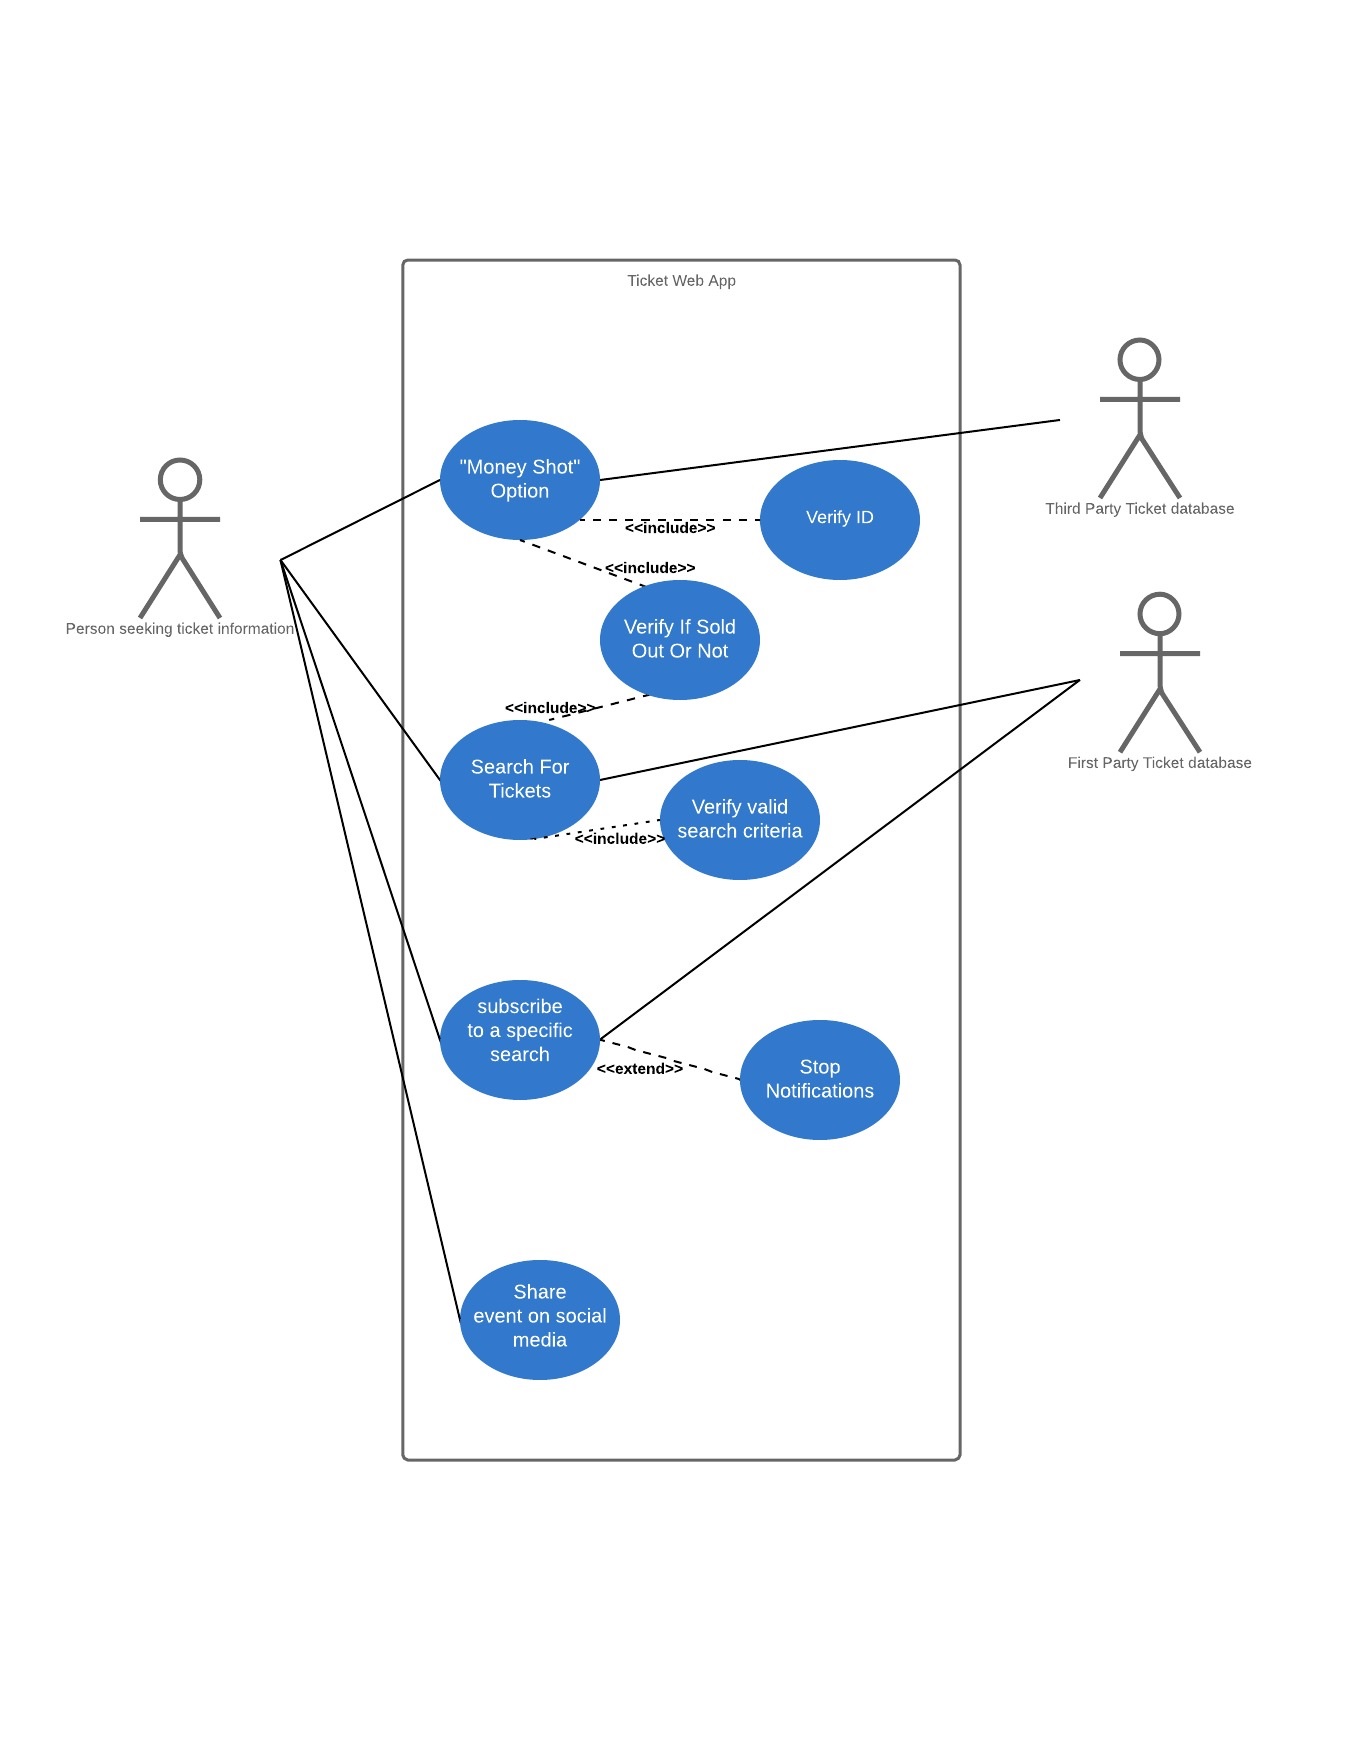 Ticket Web App
"Money Shot"
Option
Verify ID
<<include>>
Third Party Ticket database
<<include>>
Person seeking ticket information
Verify If Sold
Out Or Not
<<include>>
First Party Ticket database
Search For
Tickets
Verify valid
search criteria
<<include>>
subscribe
to a specific
search
<<extend>>
Stop
Notifications
Share
event on social
media